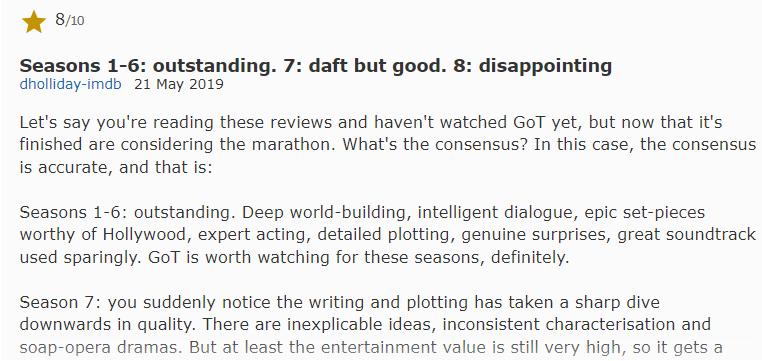 8/10
Seasons 1-6: outstanding. 7: daft but good. 8: disappointing
dholliday-imdb 21 May 2019
Let's say you're reading these reviews and haven't watched GoT yet, but now that it's
finished are considering the marathon. What's the consensus? In this case, the consensus
is accurate, and that is:
Seasons 1-6: outstanding. Deep world-building, intelligent dialogue, epic set-pieces
worthy of Hollywood, expert acting, detailed plotting, genuine surprises, great soundtrack
used sparingly. GoT is worth watching for these seasons, definitely.
Season 7: you suddenly notice the writing and plotting has taken a sharp dive
downwards in quality. There are inexplicable ideas, inconsistent characterisation and
soap-opera dramas. But at least the entertainment value is still very high, so it gets a